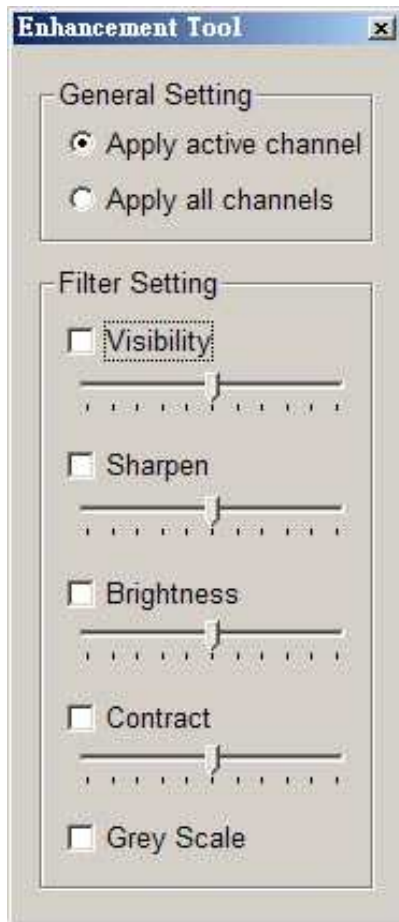 Enhancement Tool
General Setting
Apply active channel
Apply all channels
Filter Setting
Visibility
Sharpen
Brightness
Contract
Grey Scale